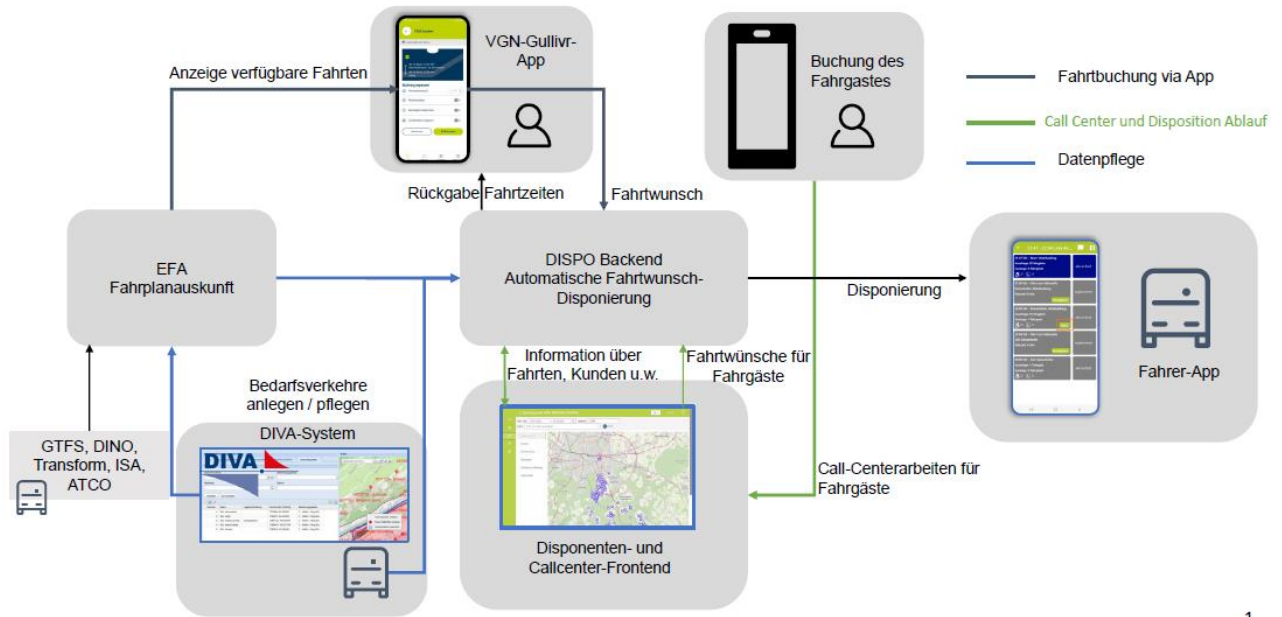 VGN-Gullivr-
App
Anzeige verfügbare Fahrten
Buchung des
Fahrgastes
Fahrtbuchung via App
Call Center und Disposition Ablauf
Datenpflege
Rückgabe Fahrtzeiten
Fahrtwunsch
EFA
Fahrplanauskunft
DISPO Backend
Automatische Fahrtwunsch-
Disponierung
Disponierung
Fahrer-App
Information über
Fahrten, Kunden u.w.
Fahrtwünsche für
Fahrgäste
Bedarfsverkehre
anlegen / pflegen
DIVA-System
DIVA
GTFS, DINO,
Transform, ISA,
ATCO
Call-Centerarbeiten für
Fahrgäste
Disponenten- und
Callcenter-Frontend
1